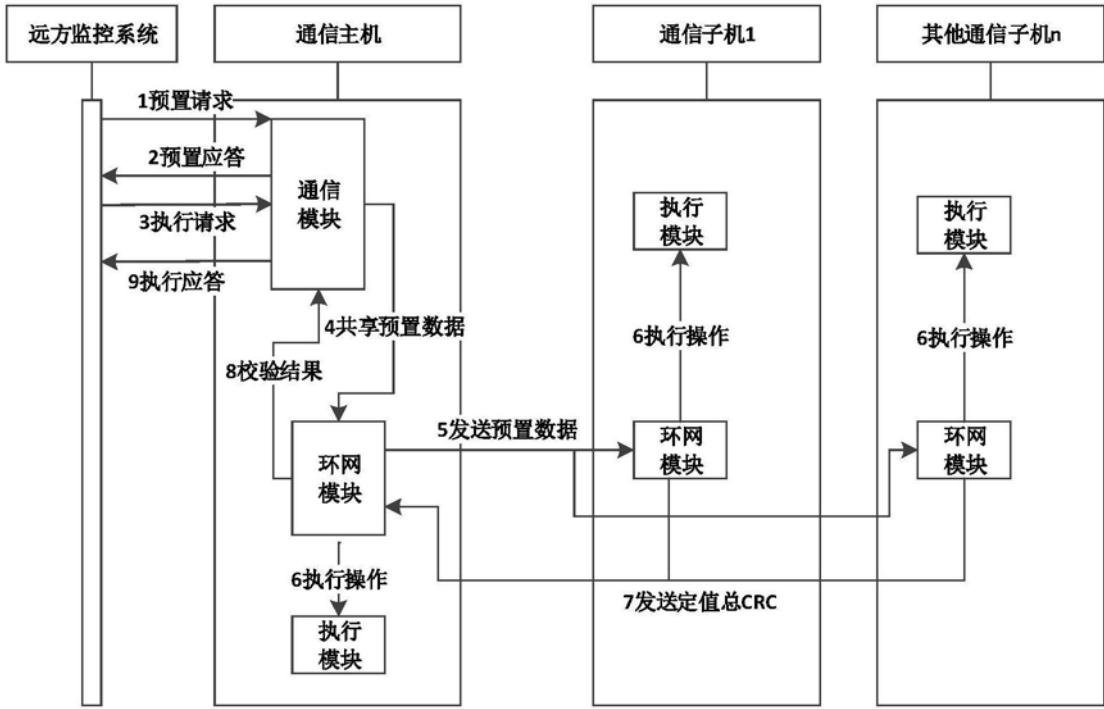 远方监控系统
通信主机
通信子机1
其他通信子机n
1预置请求
2预置应答
3执行请求
9执行应答
通信
模块
4共享预置数据
8校验结果
环网
模块
5发送预置数据
6执行操作
执行
模块
执行
模块
6执行操作
环网
模块
执行
模块
6执行操作
环网
模块
7发送定值总CRC